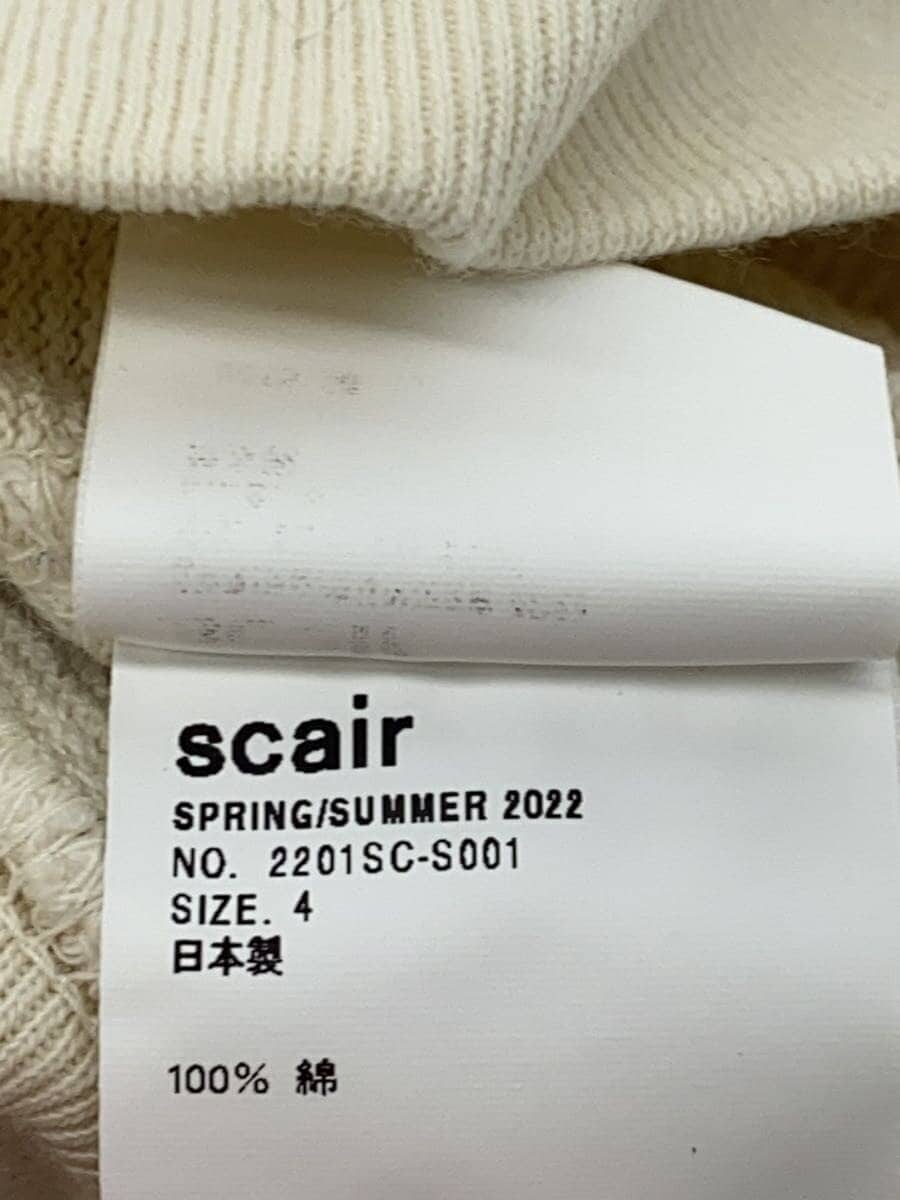 scair
SPRING/SUMMER 2022
NO. 2201SC-S001
SIZE. 4
日本製
100% 綿